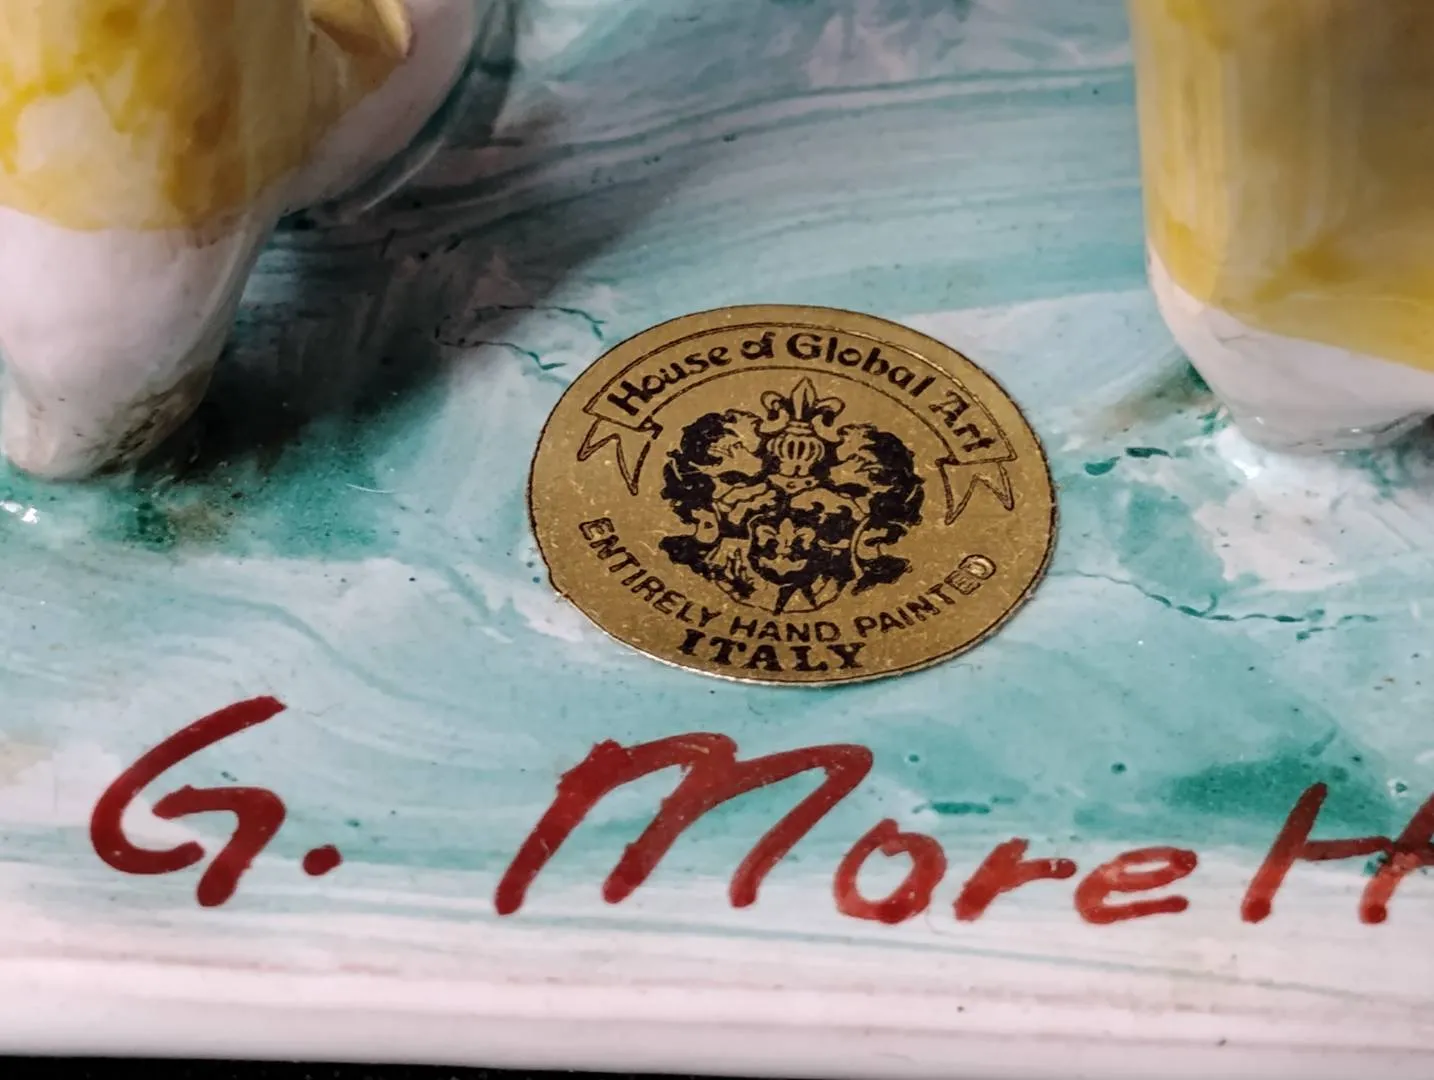 House of Global Art
ENTIRELY HAND PAINTED
ITALY
G. Morett